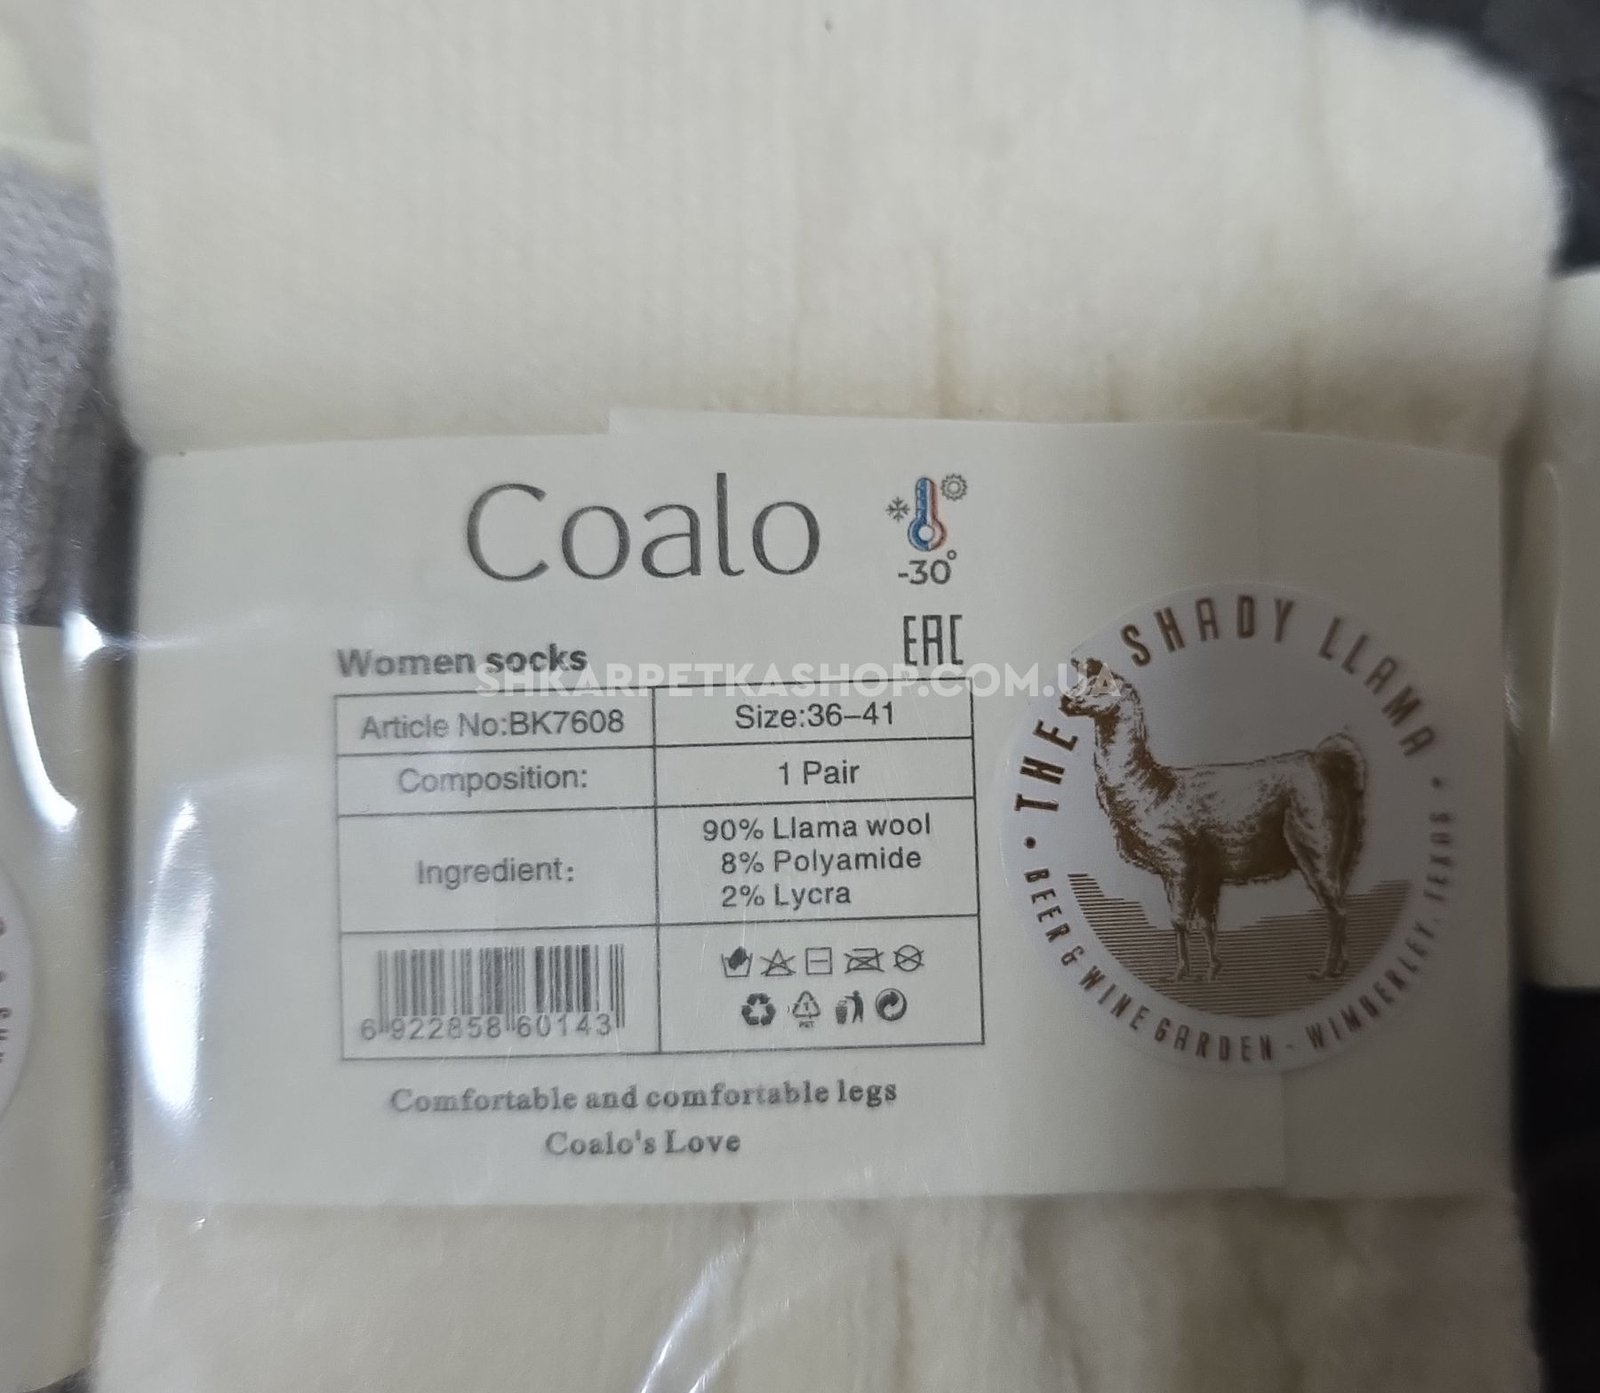 Coalo
-30°
EAC
Women socks
SHKARPETKASHOP.COM.UA
Article No:BK7608
Size:36–41
Composition:
1 Pair
Ingredient:
90% Llama wool
8% Polyamide
2% Lycra
6 922858 60143
Comfortable and comfortable legs
Coalo's Love
• THE SHADY LLAMA •
BEER & WINE GARDEN - WIMBERLEY, TEXAS